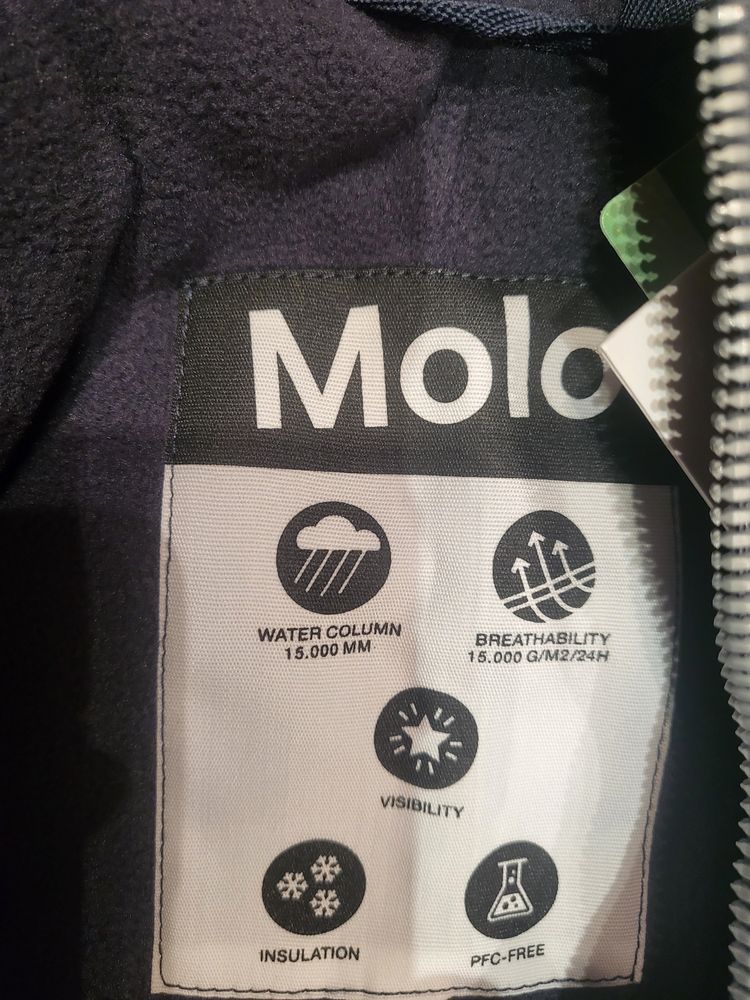 Molo
WATER COLUMN
15.000 MM
BREATHABILITY
15.000 G/M2/24H
VISIBILITY
INSULATION
PFC-FREE